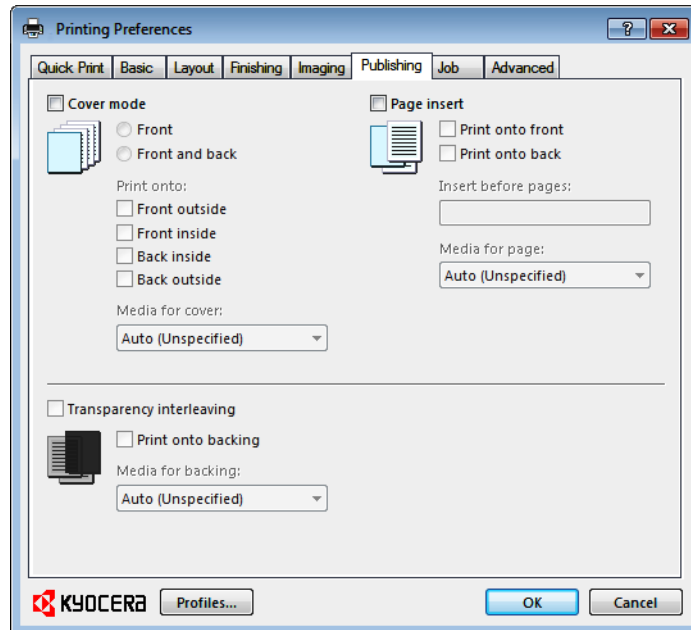 Printing Preferences
?
Quick Print Basic Layout Finishing Imaging Publishing Job Advanced
Cover mode
Front
Front and back
Print onto:
Front outside
Front inside
Back inside
Back outside
Media for cover:
Auto (Unspecified)
Page insert
Print onto front
Print onto back
Insert before pages:
Media for page:
Auto (Unspecified)
Transparency interleaving
Print onto backing
Media for backing:
Auto (Unspecified)
KYOCERA Profiles... OK Cancel